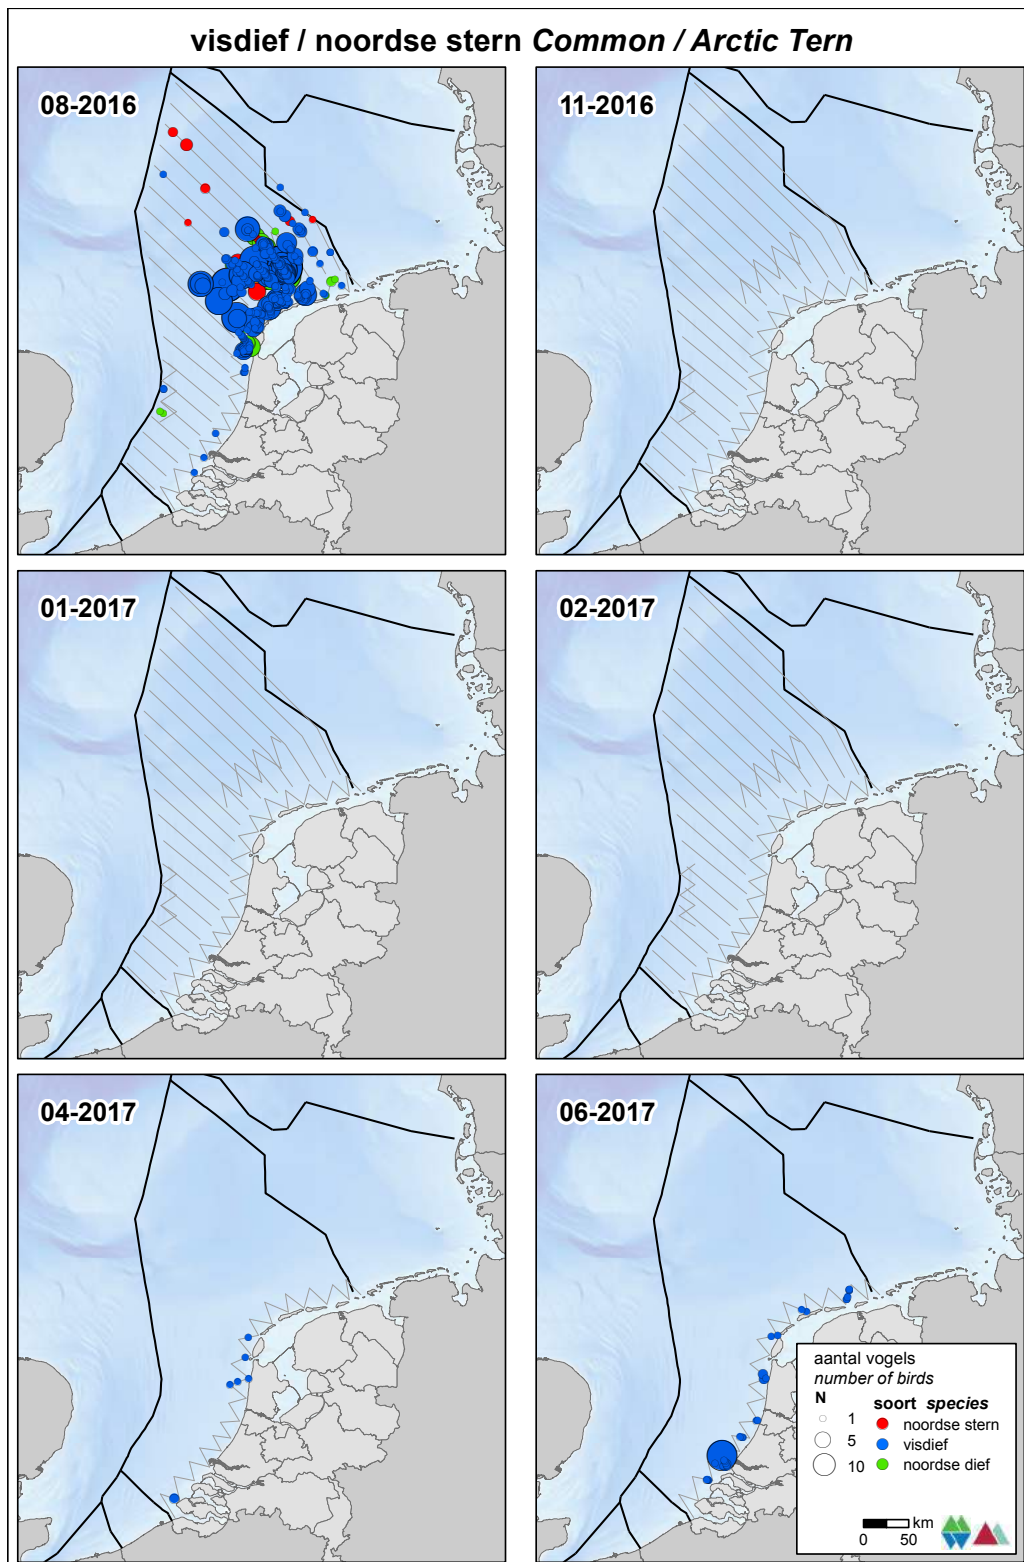 visdief / noordse stern Common / Arctic Tern
08-2016
11-2016
01-2017
02-2017
04-2017
06-2017
aantal vogels
number of birds
N
1
5
10
soort species
noordse stern
visdief
noordse dief
km
0 50